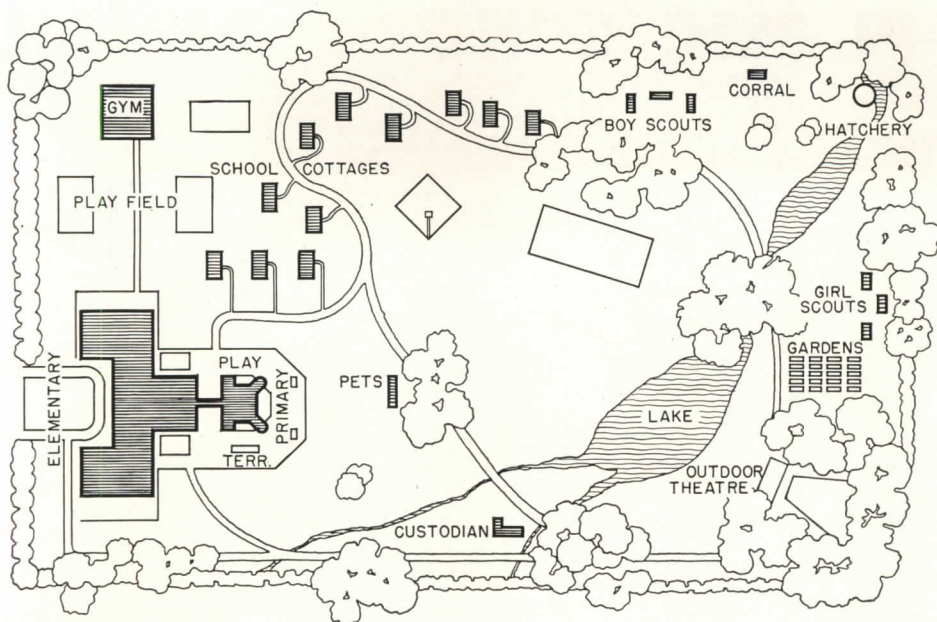 GYM
CORRAL
BOY SCOUTS
HATCHERY
SCHOOL COTTAGES
PLAY FIELD
GIRL
SCOUTS
GARDENS
PLAY
PETS
PRIMARY
ELEMENTARY
LAKE
TERR.
OUTDOOR
THEATRE
CUSTODIAN